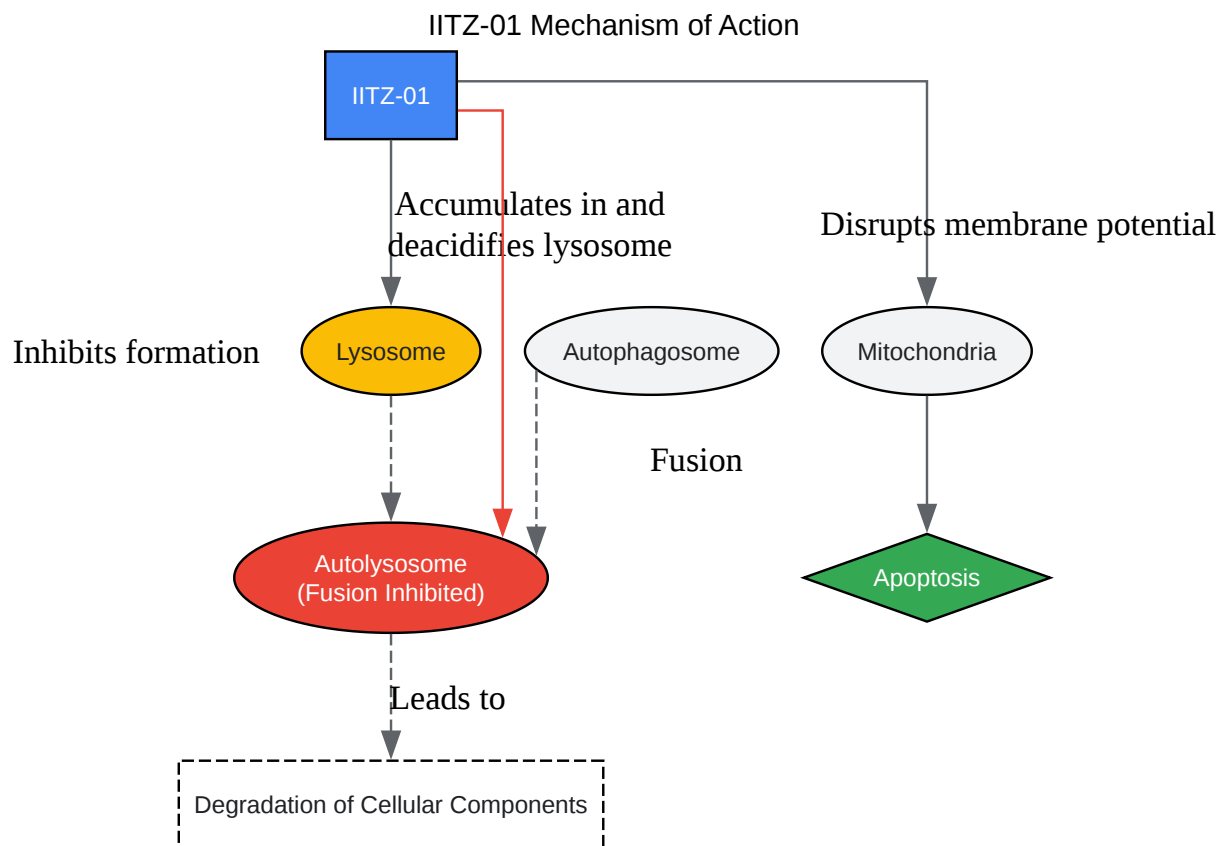 IITZ-01 Mechanism of Action
IITZ-01
Accumulates in and
deacidifies lysosome
Disrupts membrane potential
Inhibits formation
Lysosome
Autophagosome
Mitochondria
Fusion
Autolysosome
(Fusion Inhibited)
Apoptosis
Leads to
Degradation of Cellular Components